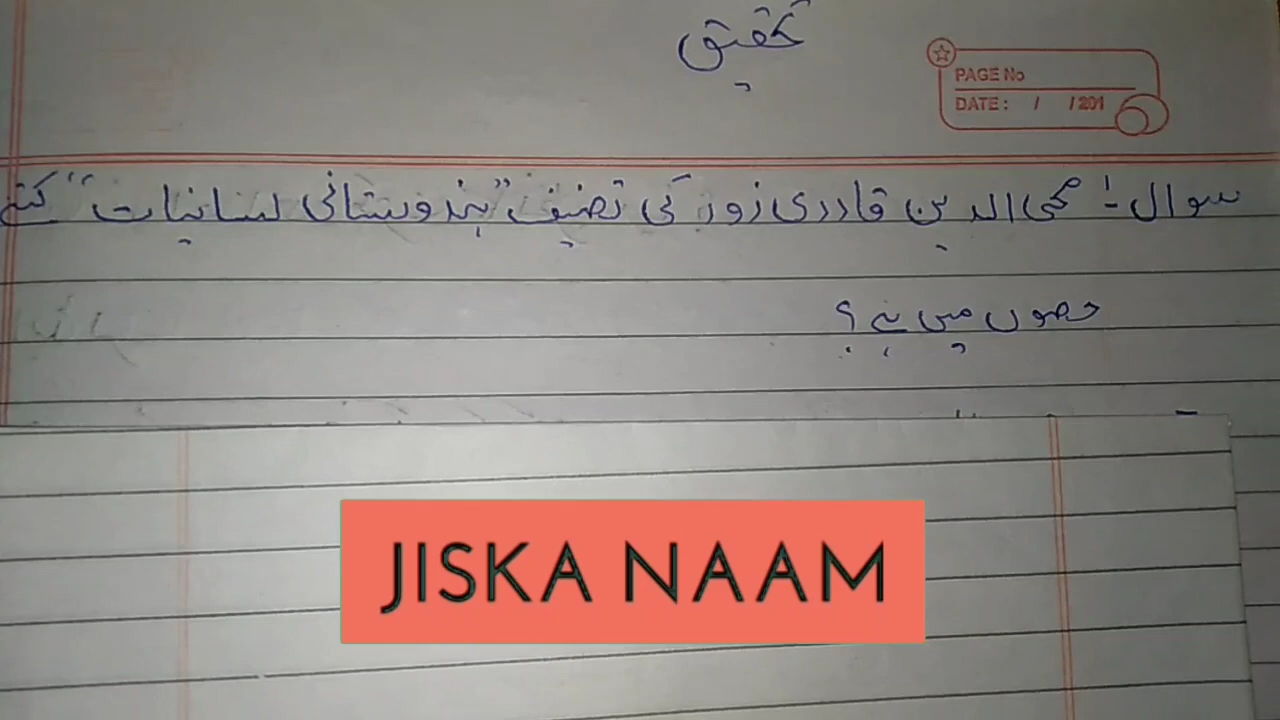 تحقیق
PAGE No
DATE: / / 201
سوال ۱- محی الدین قادری زور کی تصنیف "ہندوستانی لسانیات" کتنے
حصوں میں ہے؟
JISKA NAAM